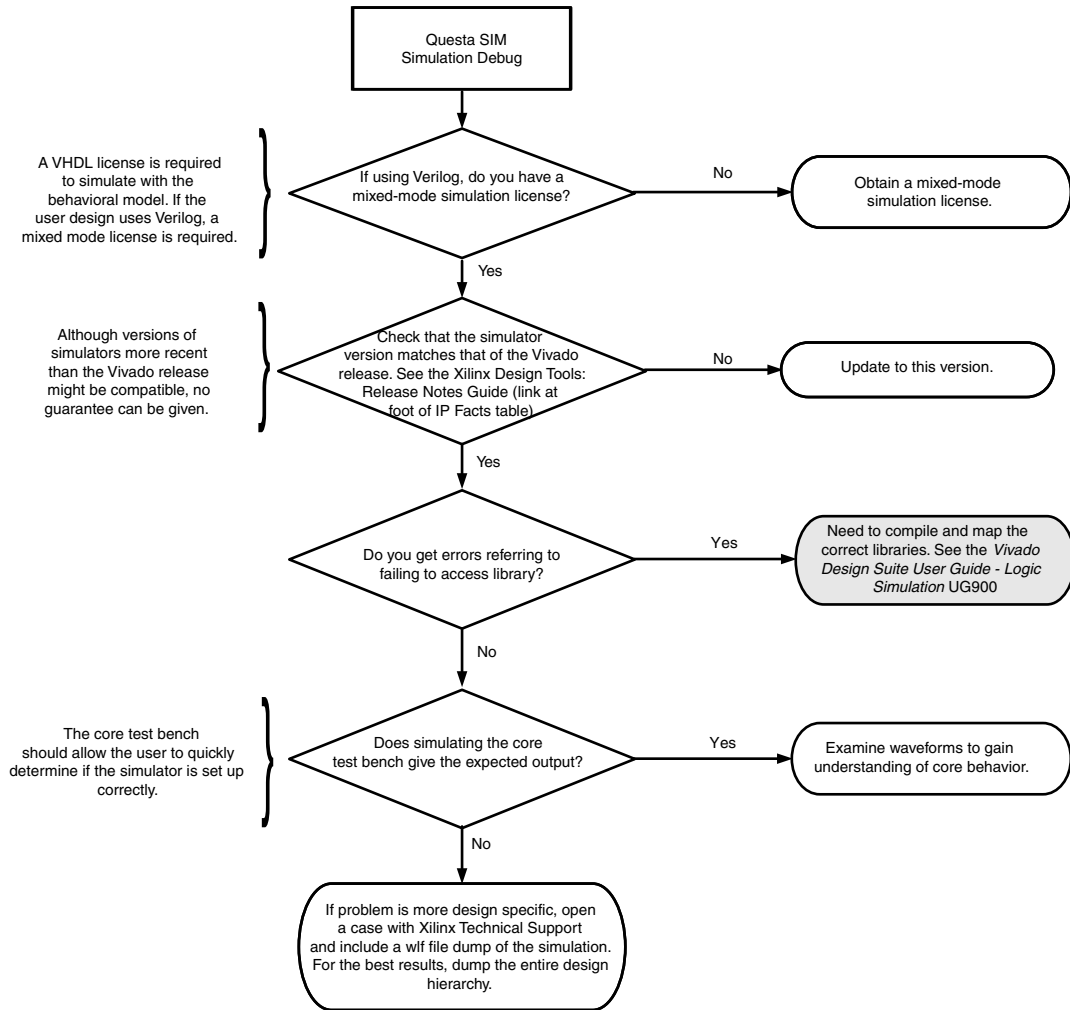 Questa SIM
Simulation Debug
A VHDL license is required
to simulate with the
behavioral model. If the
user design uses Verilog, a
mixed mode license is required.
If using Verilog, do you have a
mixed-mode simulation license?
No
Obtain a mixed-mode
simulation license.
Yes
Although versions of
simulators more recent
than the Vivado release
might be compatible, no
guarantee can be given.
Check that the simulator
version matches that of the Vivado
release. See the Xilinx Design Tools:
Release Notes Guide (link at
foot of IP Facts table)
No
Update to this version.
Yes
Do you get errors referring to
failing to access library?
Yes
Need to compile and map the
correct libraries. See the Vivado
Design Suite User Guide - Logic
Simulation UG900
No
The core test bench
should allow the user to quickly
determine if the simulator is set up
correctly.
Does simulating the core
test bench give the expected output?
Yes
Examine waveforms to gain
understanding of core behavior.
No
If problem is more design specific, open
a case with Xilinx Technical Support
and include a wlf file dump of the simulation.
For the best results, dump the entire design
hierarchy.